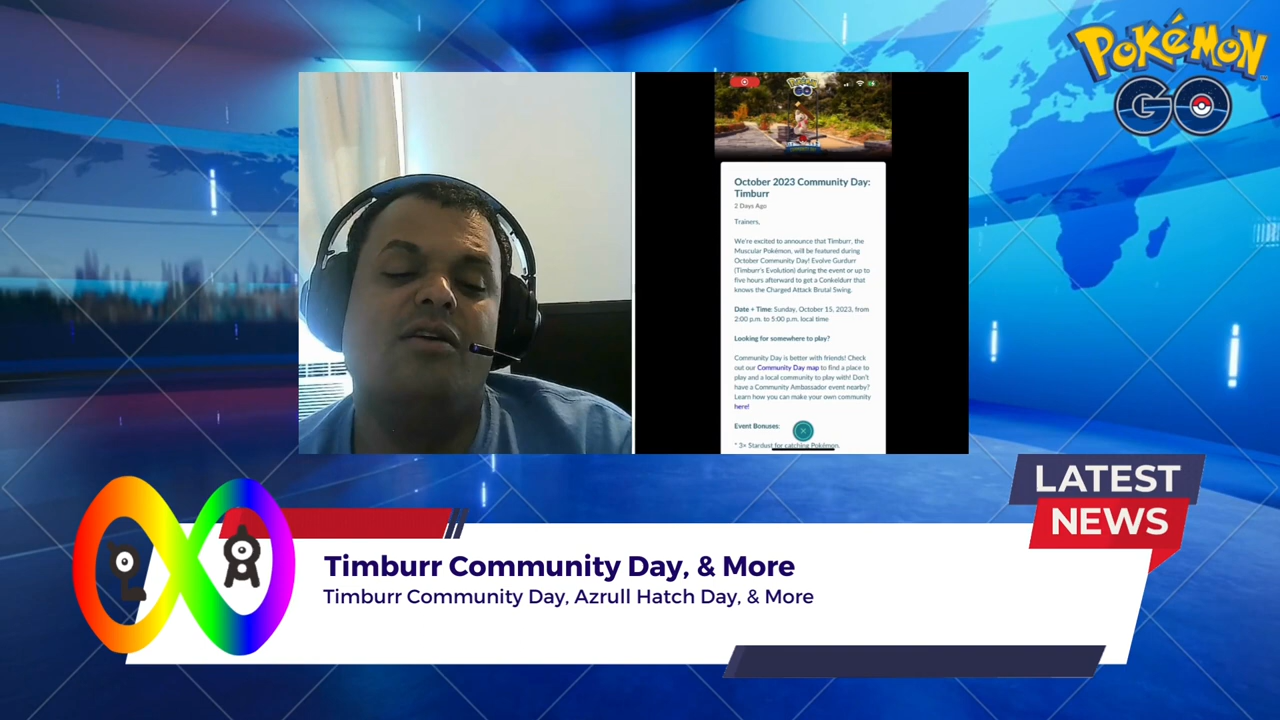 POKÉMON
GO
October 2023 Community Day:
Timburr
2 Days Ago
Trainers,
We're excited to announce that Timburr, the
Muscular Pokémon, will be featured during
October Community Day! Evolve Gurdurr
(Timburr's Evolution) during the event or up to
five hours afterward to get a Conkeldurr that
knows the Charged Attack Brutal Swing.
Date + Time: Sunday, October 15, 2023, from
2:00 p.m. to 5:00 p.m. local time
Looking for somewhere to play?
Community Day is better with friends! Check
out our Community Day map to find a place to
play and a local community to play with! Don't
have a Community Ambassador event nearby?
Learn how you can make your own community
here!
Event Bonuses:
* 3× Stardust for catching Pokémon.
LATEST
NEWS
Timburr Community Day, & More
Timburr Community Day, Azrull Hatch Day, & More